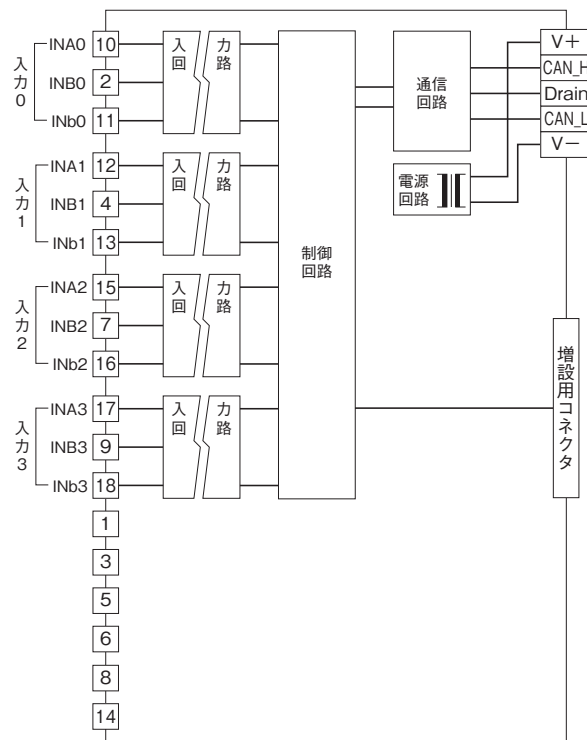 入力0
INA0 10
INB0 2
INb0 11
入力回路
入力1
INA1 12
INB1 4
INb1 13
入力回路
入力2
INA2 15
INB2 7
INb2 16
入力回路
入力3
INA3 17
INB3 9
INb3 18
入力回路
1
3
5
6
8
14
制御
回路
通信
回路
電源
回路
V+
CAN_H
Drain
CAN_L
V−
増設用コネクタ